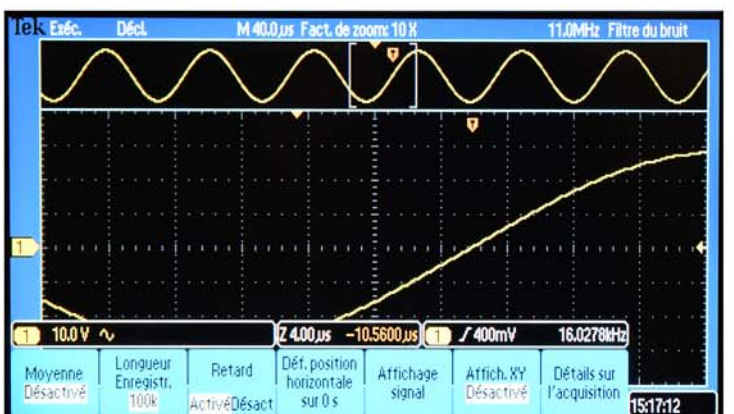 Tek Exéc. Décl. M 40.0µs Fact. de zoom: 10 X 11.0MHz Filtre du bruit
T
T
1
1 10.0 V Z 4.00µs -10.5600µs 1 400mV 16.0278kHz
Moyenne
Désactivé
Longueur
Enregistr.
100k
Retard
Activé Désact
Déf. position
horizontale
sur 0 s
Affichage
signal
Affich. XY
Désactivé
Détails sur
l'acquisition
15:17:12